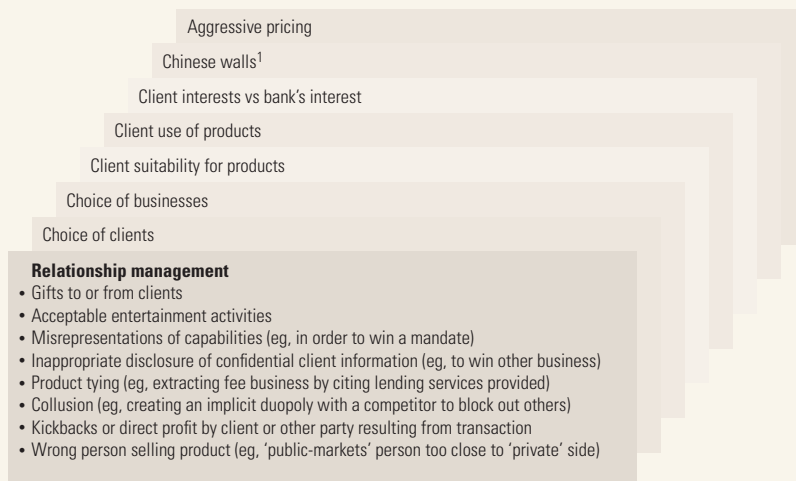 Aggressive pricing
Chinese walls1
Client interests vs bank’s interest
Client use of products
Client suitability for products
Choice of businesses
Choice of clients
Relationship management
• Gifts to or from clients
• Acceptable entertainment activities
• Misrepresentations of capabilities (eg, in order to win a mandate)
• Inappropriate disclosure of confidential client information (eg, to win other business)
• Product tying (eg, extracting fee business by citing lending services provided)
• Collusion (eg, creating an implicit duopoly with a competitor to block out others)
• Kickbacks or direct profit by client or other party resulting from transaction
• Wrong person selling product (eg, ‘public-markets’ person too close to ‘private’ side)